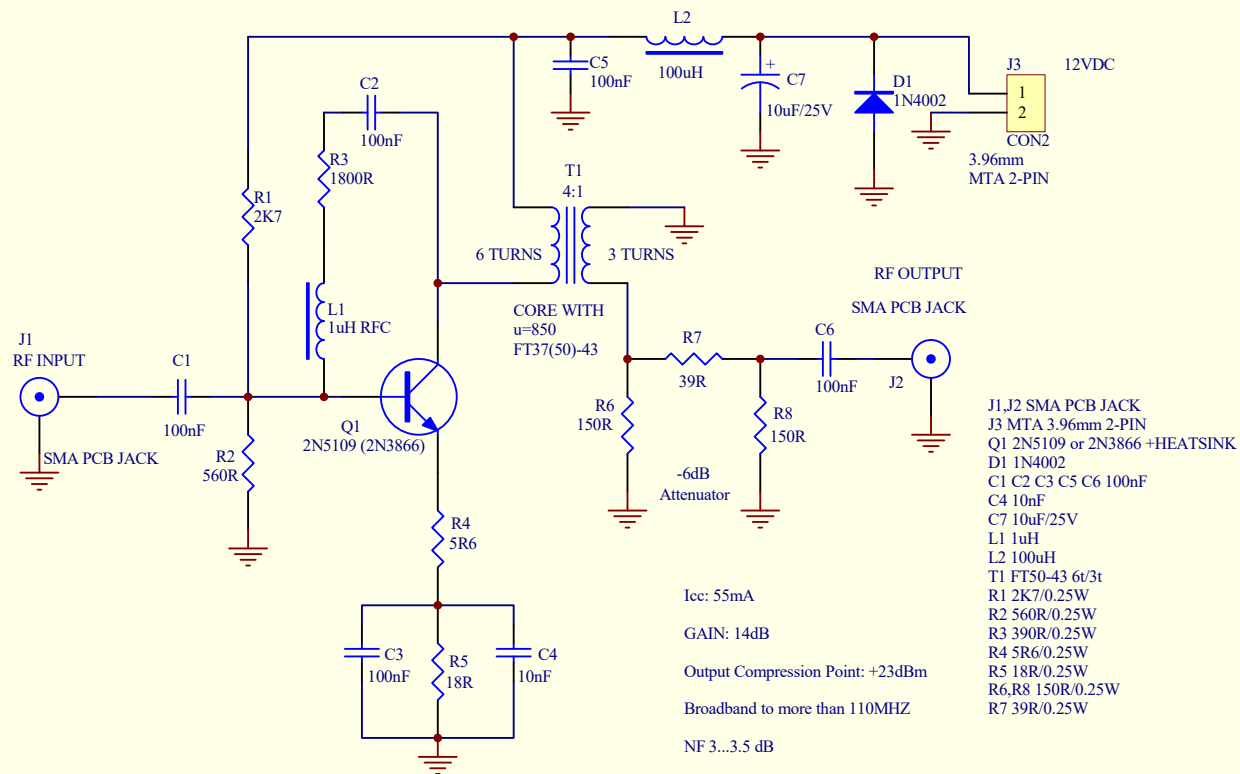 L2
100uH
C5
100nF
+
C7
10uF/25V
D1
1N4002
J3
12VDC
1
2
CON2
3.96mm
MTA 2-PIN
C2
100nF
R3
1800R
R1
2K7
T1
4:1
6 TURNS
3 TURNS
CORE WITH
u=850
FT37(50)-43
L1
1uH RFC
RF OUTPUT
SMA PCB JACK
J1
RF INPUT
C1
100nF
SMA PCB JACK
R2
560R
Q1
2N5109 (2N3866)
R7
39R
C6
100nF
J2
R6
150R
R8
150R
-6dB
Attenuator
R4
5R6
C3
100nF
R5
18R
C4
10nF
Icc: 55mA
GAIN: 14dB
Output Compression Point: +23dBm
Broadband to more than 110MHZ
NF 3...3.5 dB
J1,J2 SMA PCB JACK
J3 MTA 3.96mm 2-PIN
Q1 2N5109 or 2N3866 +HEATSINK
D1 1N4002
C1 C2 C3 C5 C6 100nF
C4 10nF
C7 10uF/25V
L1 1uH
L2 100uH
T1 FT50-43 6t/3t
R1 2K7/0.25W
R2 560R/0.25W
R3 390R/0.25W
R4 5R6/0.25W
R5 18R/0.25W
R6,R8 150R/0.25W
R7 39R/0.25W